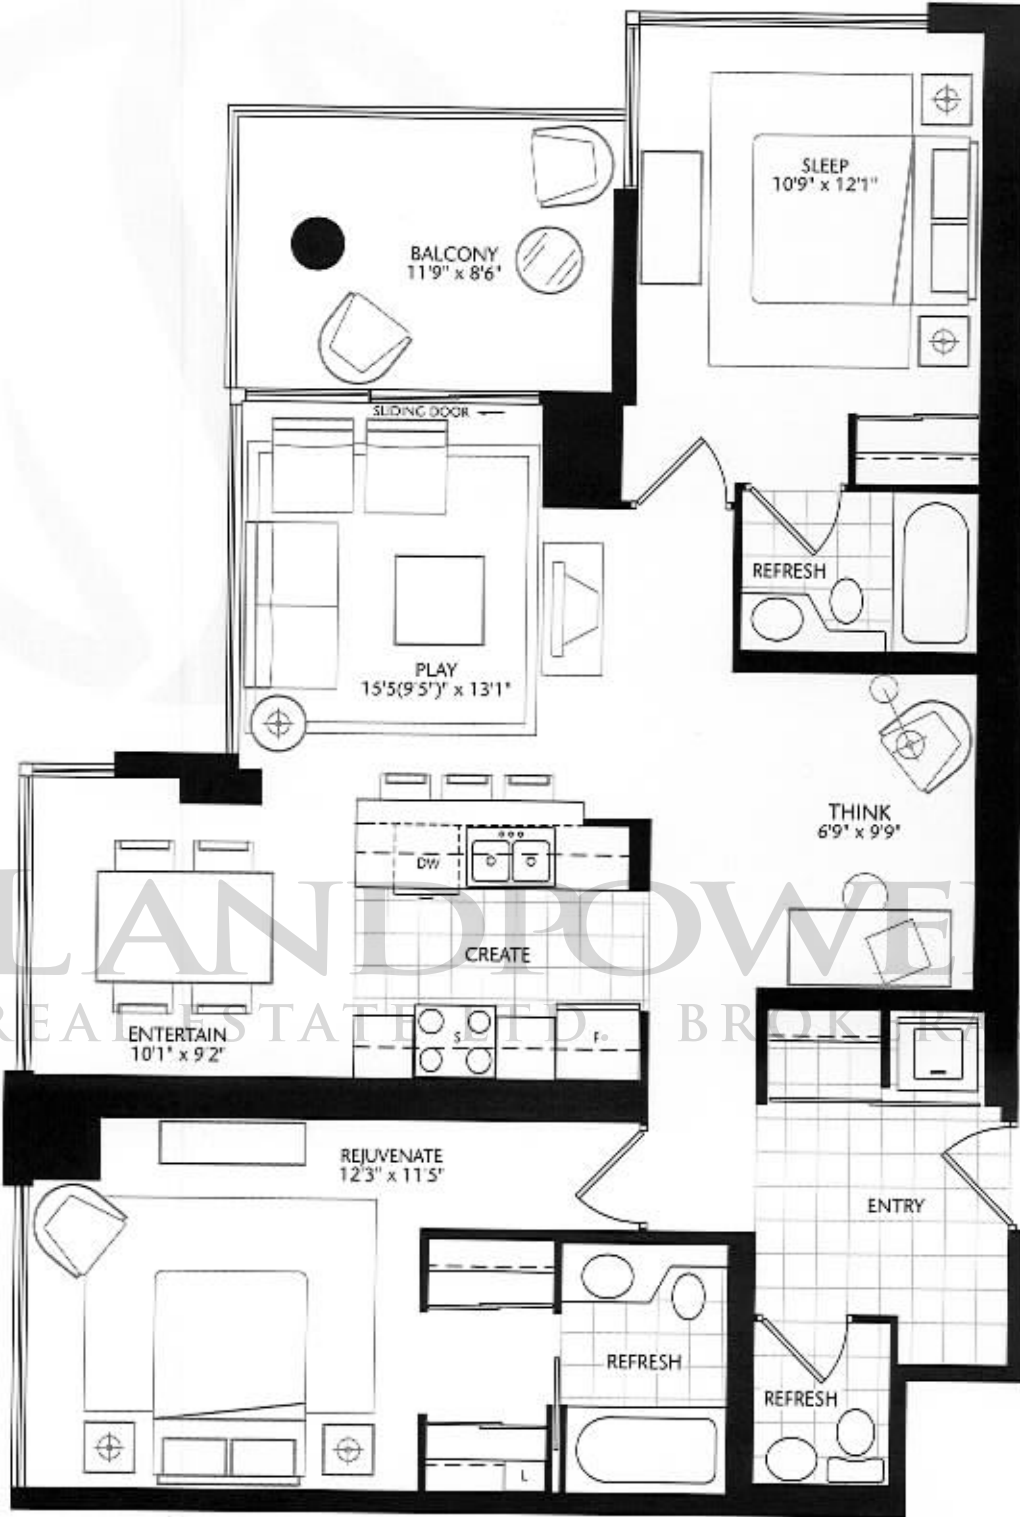 SLEEP
10'9" x 12'1"
BALCONY
11'9" x 8'6"
SLIDING DOOR
REFRESH
PLAY
15'5(9'5")" x 13'1"
THINK
6'9" x 9'9"
DW
CREATE
LANDPOWE
REAL ESTATE LTD. BROKERA
ENTERTAIN
10'1" x 9'2"
S
F
REJUVENATE
12'3" x 11'5"
ENTRY
REFRESH
REFRESH
L